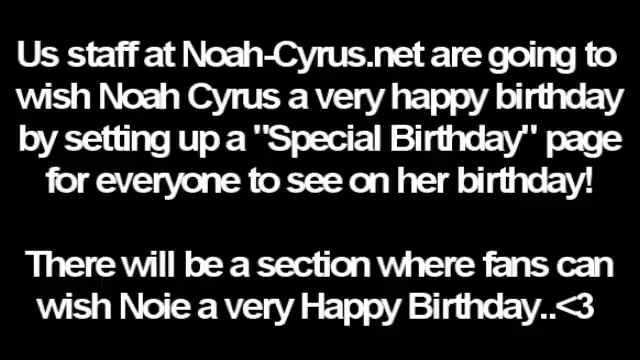 Us staff at Noah-Cyrus.net are going to
wish Noah Cyrus a very happy birthday
by setting up a "Special Birthday" page
for everyone to see on her birthday!
There will be a section where fans can
wish Noie a very Happy Birthday..<3